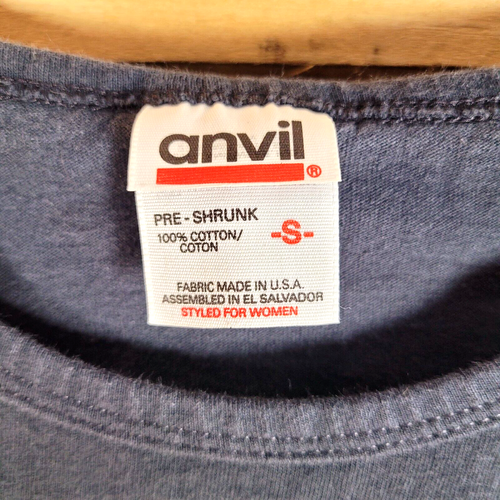 anvil®
PRE-SHRUNK
100% COTTON/
COTON
-S-
FABRIC MADE IN U.S.A.
ASSEMBLED IN EL SALVADOR
STYLED FOR WOMEN